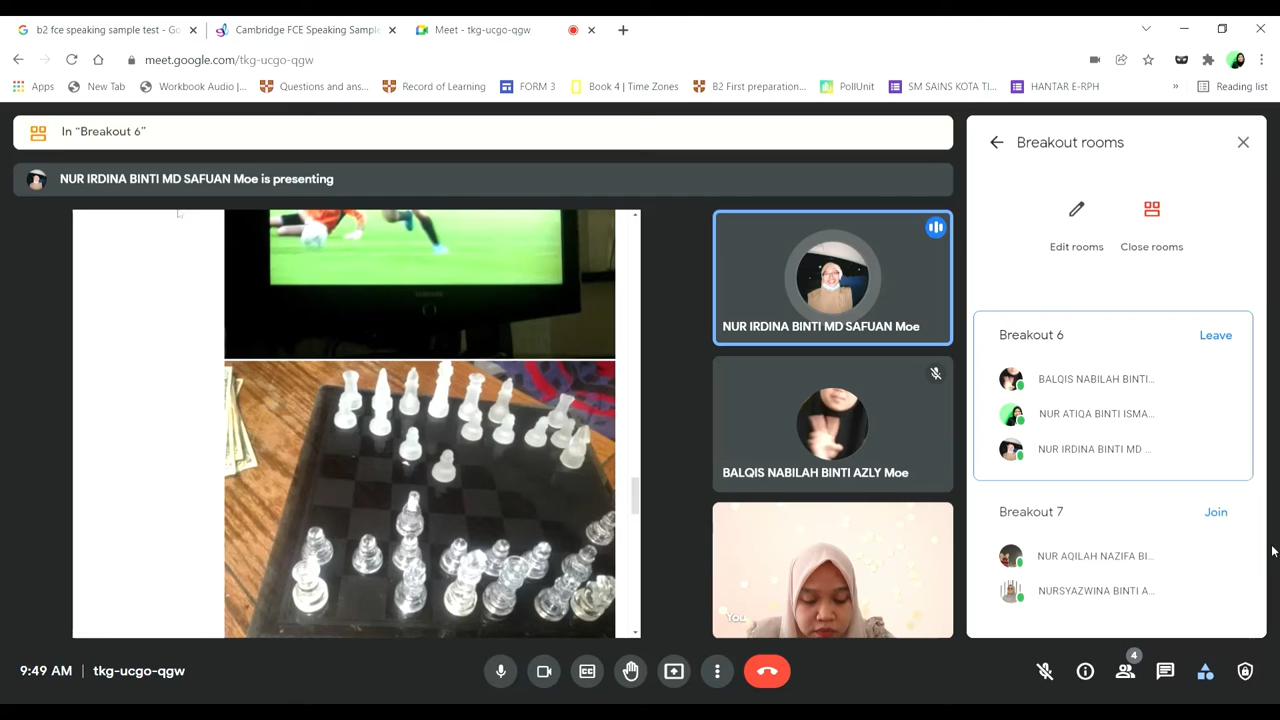 b2 fce speaking sample test - Go
Cambridge FCE Speaking Sampl
Meet - tkg-ucgo-qgw
meet.google.com/tkg-ucgo-qgw
Apps
New Tab
Workbook Audio |...
Questions and ans...
Record of Learning
FORM 3
Book 4 | Time Zones
B2 First preparation...
PollUnit
SM SAINS KOTA TI...
HANTAR E-RPH
»
Reading list
In "Breakout 6"
NUR IRDINA BINTI MD SAFUAN Moe is presenting
SAMSUNG
NUR IRDINA BINTI MD SAFUAN Moe
BALQIS NABILAH BINTI AZLY Moe
You
Breakout rooms
Edit rooms
Close rooms
Breakout 6
Leave
BALQIS NABILAH BINTI...
NUR ATIQA BINTI ISMA...
NUR IRDINA BINTI MD ...
Breakout 7
Join
NUR AQILAH NAZIFA BI...
NURSYAZWINA BINTI A...
9:49 AM
tkg-ucgo-qgw
4